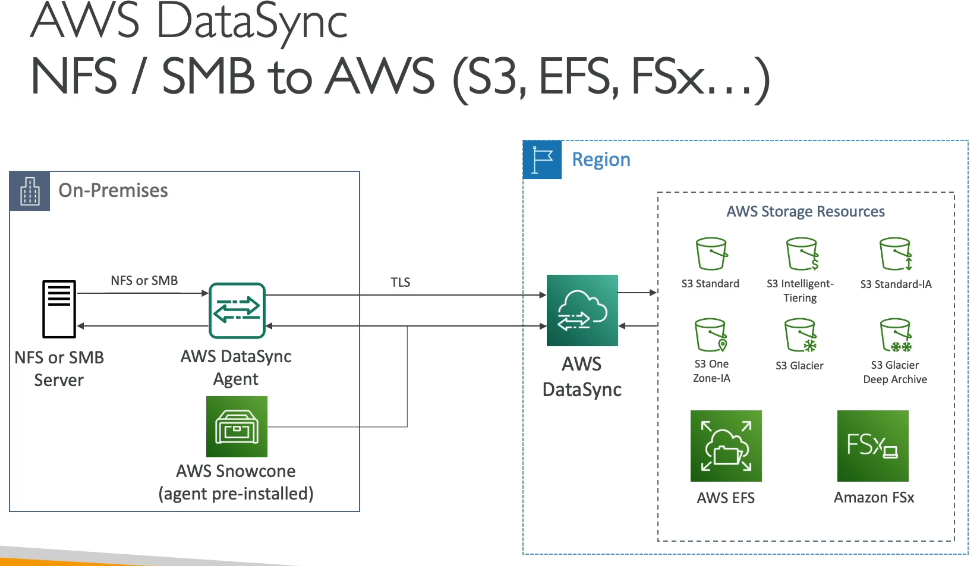 AWS DataSync
NFS / SMB to AWS (S3, EFS, FSx…)
On-Premises
NFS or SMB
NFS or SMB
Server
AWS DataSync
Agent
AWS Snowcone
(agent pre-installed)
TLS
Region
AWS
DataSync
AWS Storage Resources
S3 Standard
S3 Intelligent-
Tiering
S3 Standard-IA
S3 One
Zone-IA
S3 Glacier
S3 Glacier
Deep Archive
AWS EFS
FSx
Amazon FSx